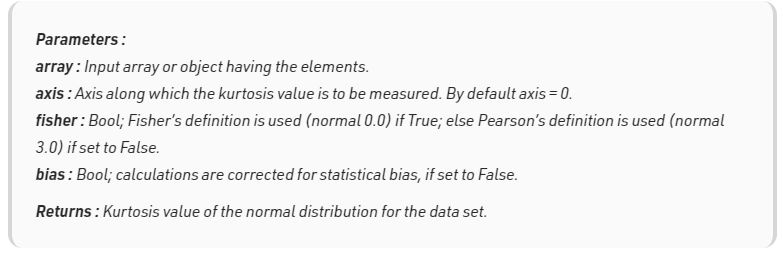 Parameters :
array : Input array or object having the elements.
axis : Axis along which the kurtosis value is to be measured. By default axis = 0.
fisher : Bool; Fisher's definition is used (normal 0.0) if True; else Pearson's definition is used (normal
3.0) if set to False.
bias : Bool; calculations are corrected for statistical bias, if set to False.
Returns : Kurtosis value of the normal distribution for the data set.